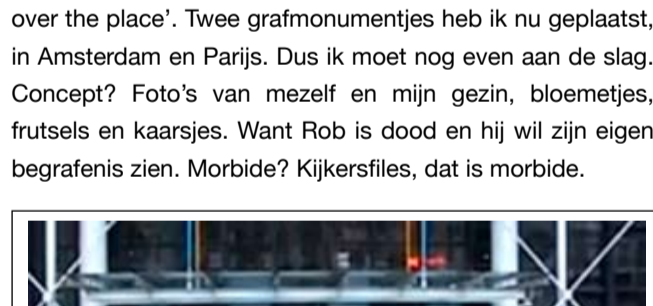 over the place’. Twee grafmonumentjes heb ik nu geplaatst,
in Amsterdam en Parijs. Dus ik moet nog even aan de slag.
Concept? Foto’s van mezelf en mijn gezin, bloemetjes,
frutsels en kaarsjes. Want Rob is dood en hij wil zijn eigen
begrafenis zien. Morbide? Kijkersfiles, dat is morbide.